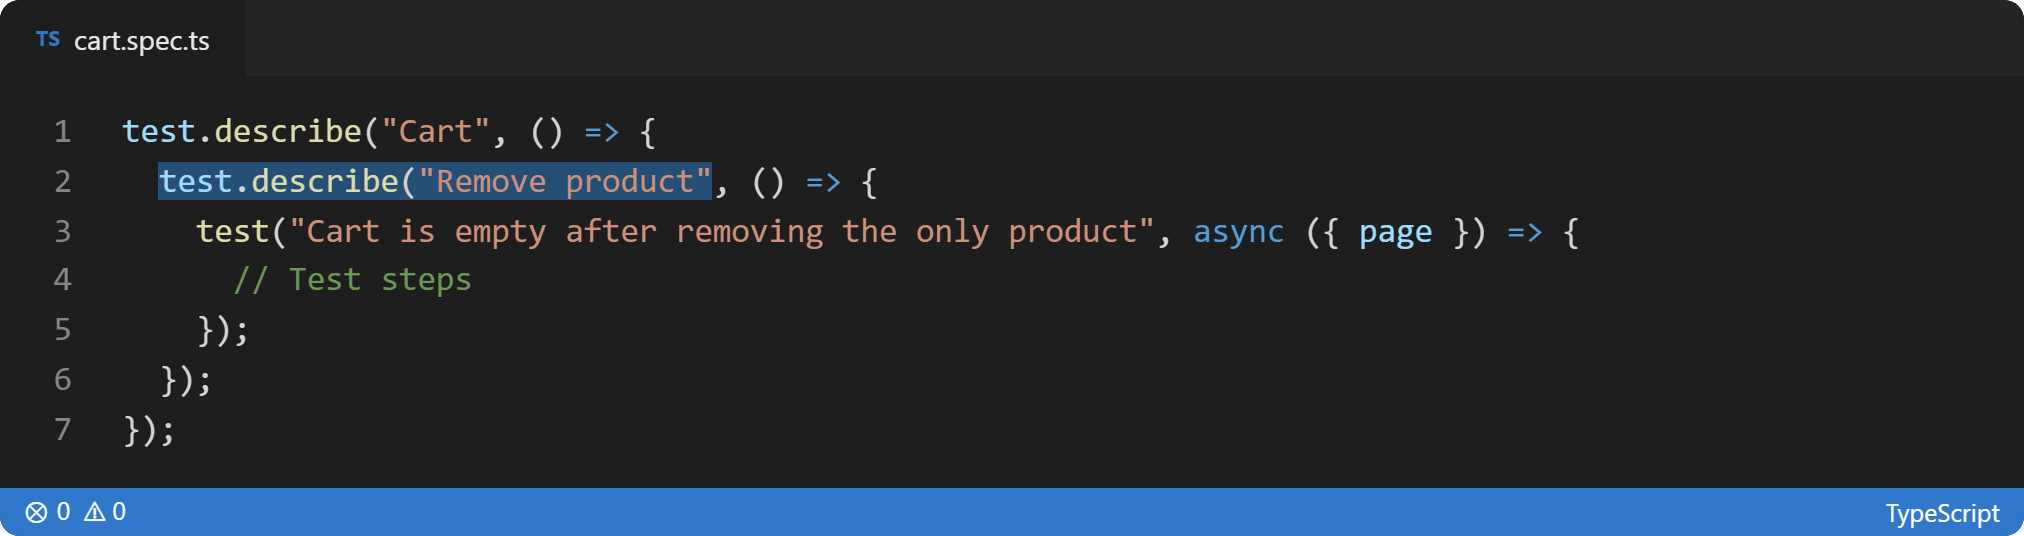 TS cart.spec.ts
1 test.describe("Cart", () => {
2   test.describe("Remove product", () => {
3     test("Cart is empty after removing the only product", async ({ page }) => {
4       // Test steps
5     });
6   });
7 });
0 0 TypeScript